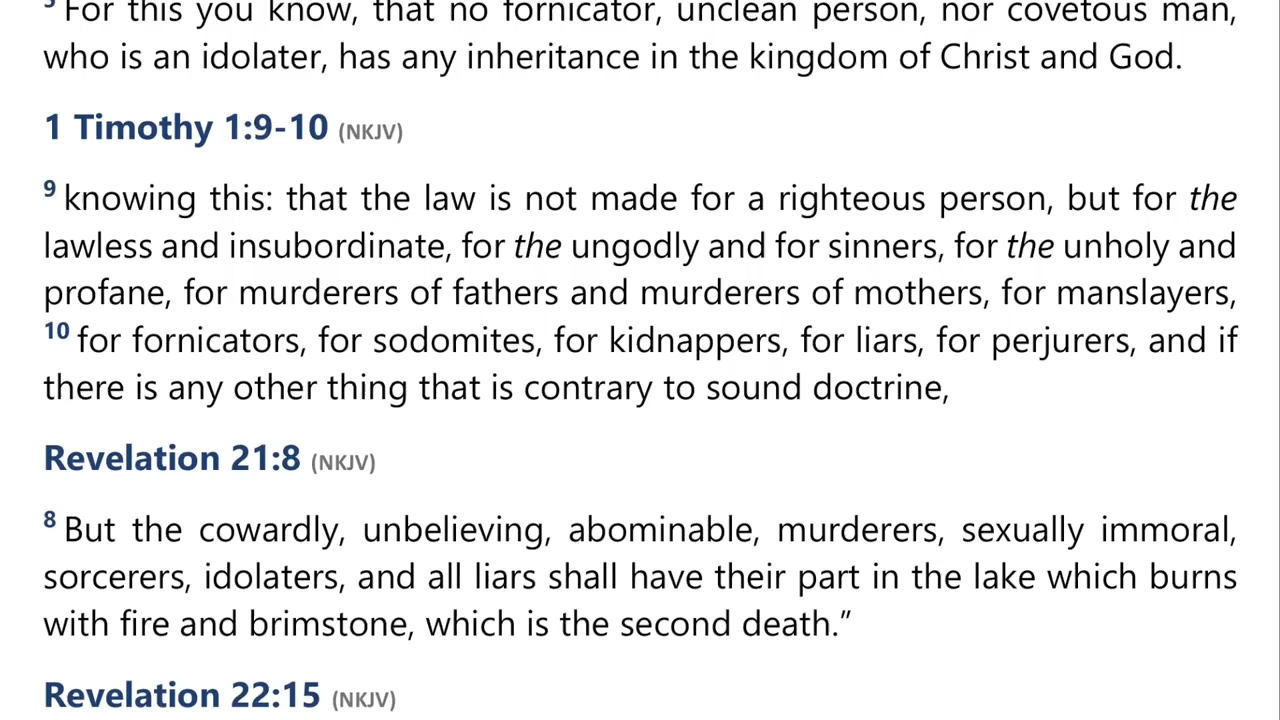 5 For this you know, that no fornicator, unclean person, nor covetous man,
who is an idolater, has any inheritance in the kingdom of Christ and God.
1 Timothy 1:9-10 (NKJV)
9 knowing this: that the law is not made for a righteous person, but for the
lawless and insubordinate, for the ungodly and for sinners, for the unholy and
profane, for murderers of fathers and murderers of mothers, for manslayers,
10 for fornicators, for sodomites, for kidnappers, for liars, for perjurers, and if
there is any other thing that is contrary to sound doctrine,
Revelation 21:8 (NKJV)
8 But the cowardly, unbelieving, abominable, murderers, sexually immoral,
sorcerers, idolaters, and all liars shall have their part in the lake which burns
with fire and brimstone, which is the second death.”
Revelation 22:15 (NKJV)